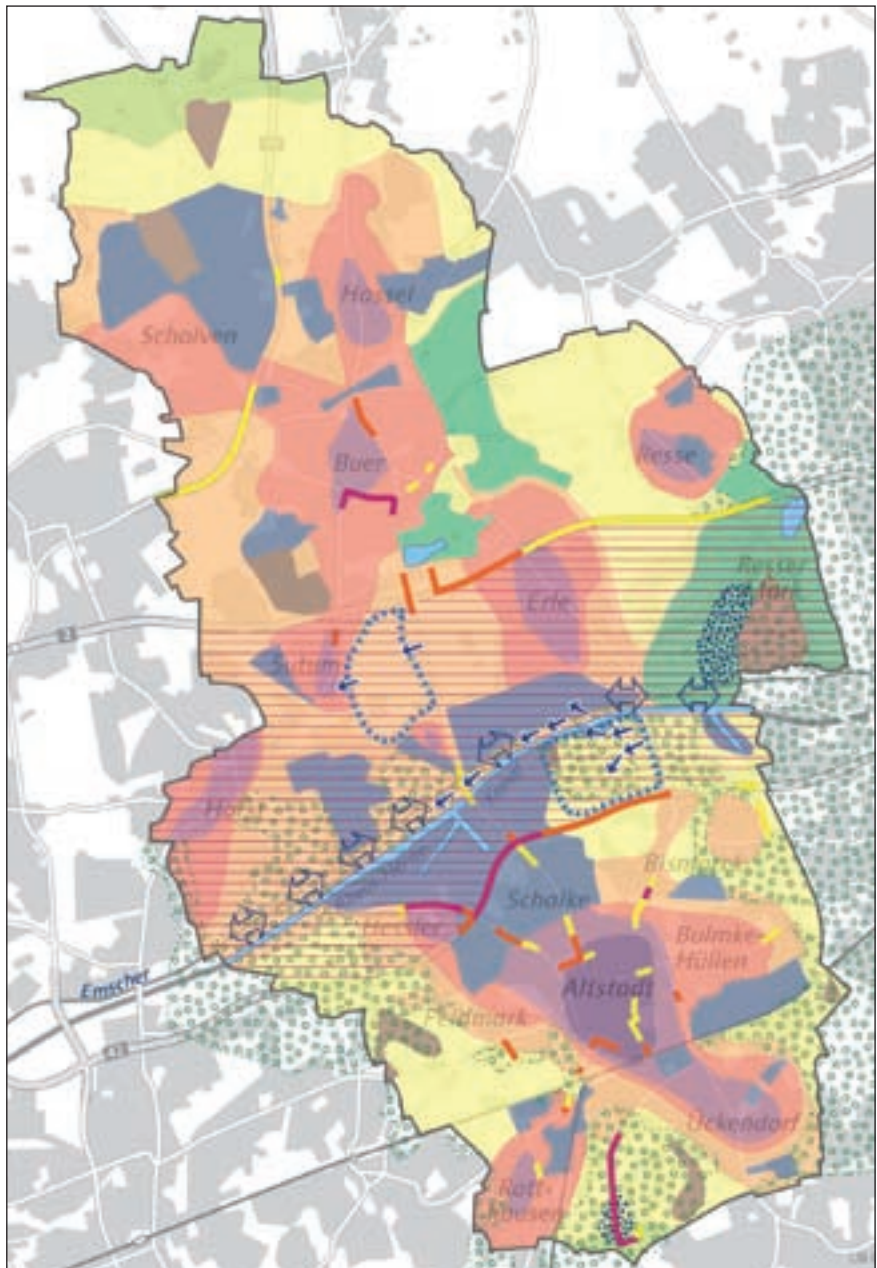 Hassel
Scholven
Buer
Resse
Resser
Mark
Erle
Sutum
Horst
Bismarck
Schalke
Hessler
Bulmke-
Hüllen
Altstadt
Emscher
Feldmark
Ückendorf
Rott-
hausen